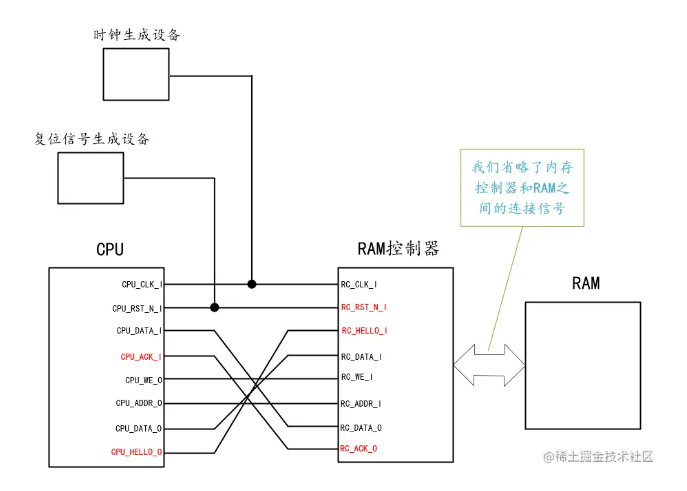 时钟生成设备
复位信号生成设备
我们省略了内存
控制器和RAM之
间的连接信号
CPU
RAM控制器
RAM
CPU_CLK_I
CPU_RST_N_I
CPU_DATA_I
CPU_ACK_I
CPU_WE_O
CPU_ADDR_O
CPU_DATA_O
CPU_HELLO_O
RC_CLK_I
RC_RST_N_I
RC_HELLO_I
RC_DATA_I
RC_WE_I
RC_ADDR_I
RC_DATA_O
RC_ACK_O
@稀土掘金技术社区